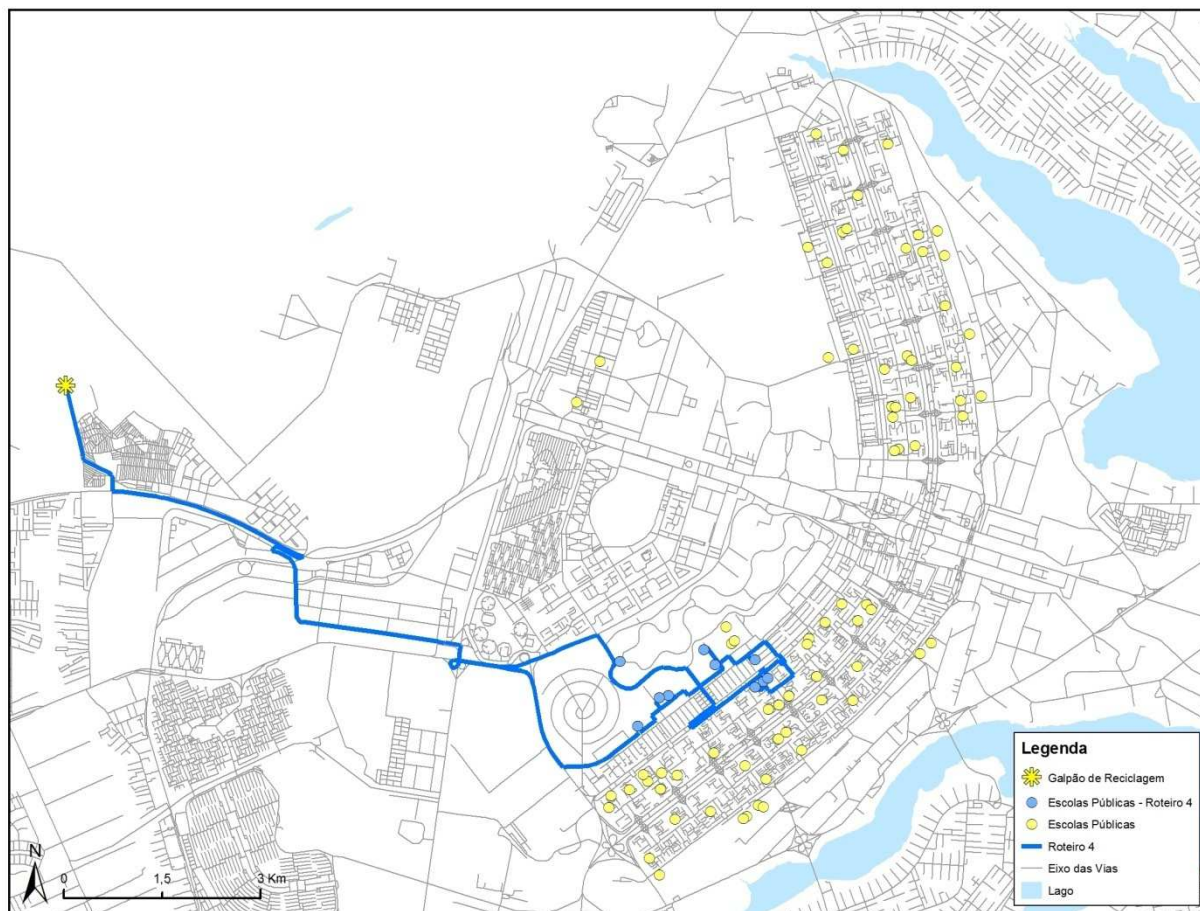 Legenda
Galpão de Reciclagem
Escolas Públicas - Roteiro 4
Escolas Públicas
Roteiro 4
Eixo das Vias
Lago
N
0 1,5 3 Km